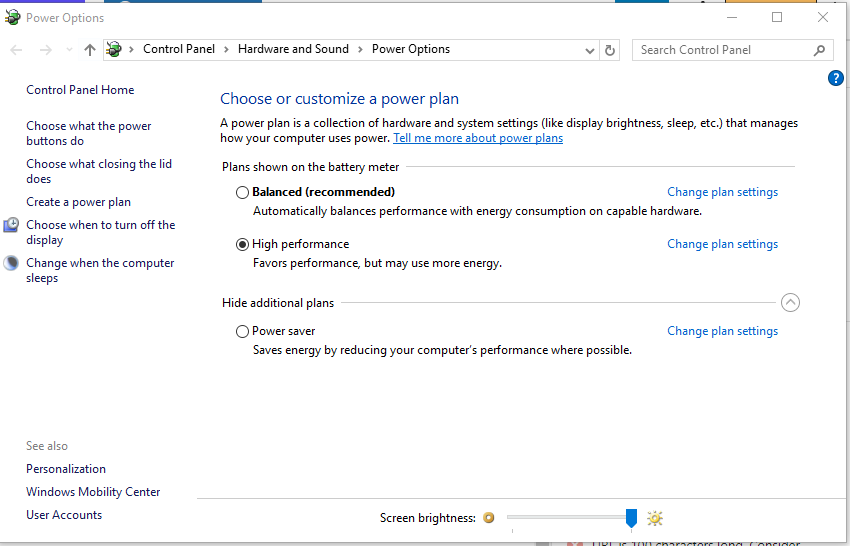 Power Options
Control Panel > Hardware and Sound > Power Options
Search Control Panel
Control Panel Home
Choose what the power
buttons do
Choose what closing the lid
does
Create a power plan
Choose when to turn off the
display
Change when the computer
sleeps
See also
Personalization
Windows Mobility Center
User Accounts
?
Choose or customize a power plan
A power plan is a collection of hardware and system settings (like display brightness, sleep, etc.) that manages
how your computer uses power. Tell me more about power plans
Plans shown on the battery meter
Balanced (recommended) Change plan settings
Automatically balances performance with energy consumption on capable hardware.
High performance Change plan settings
Favors performance, but may use more energy.
Hide additional plans
Power saver Change plan settings
Saves energy by reducing your computer's performance where possible.
Screen brightness:
URL is 100 characters long. Consider